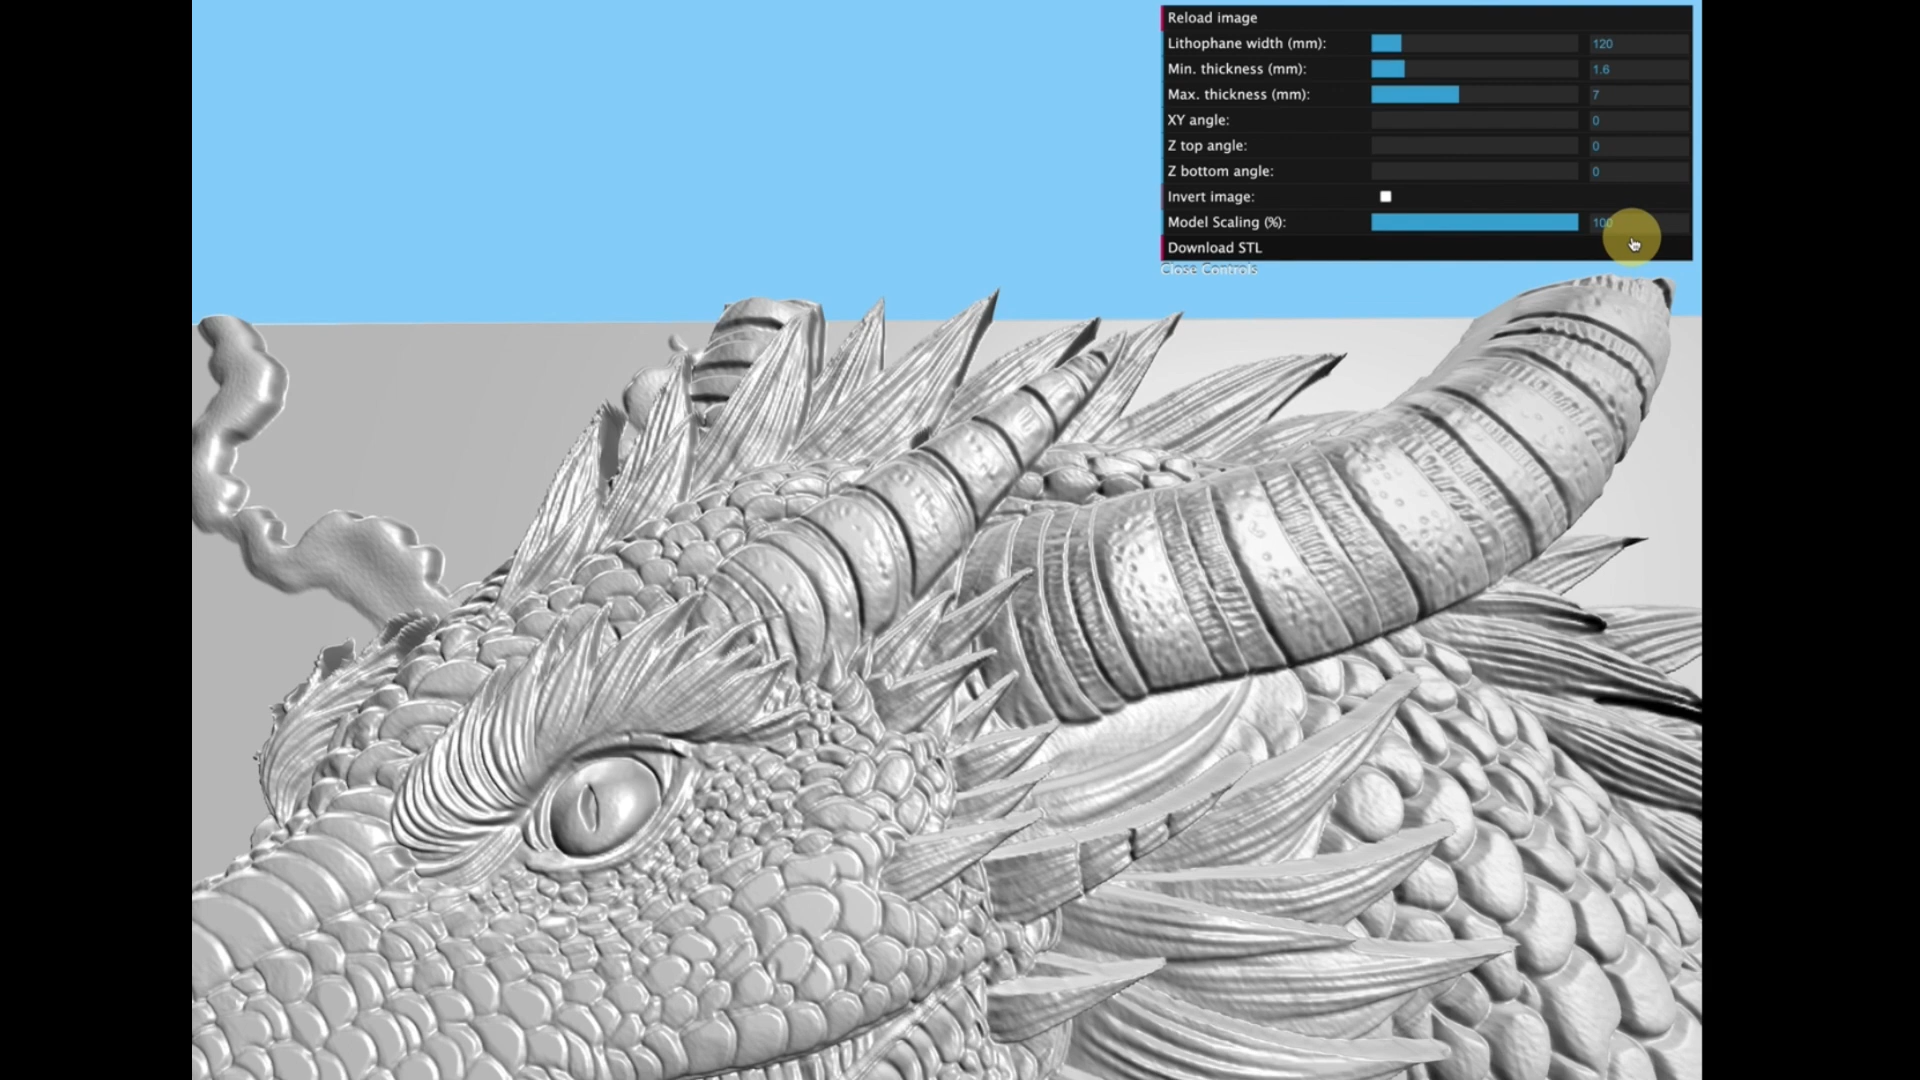 Reload image
Lithophane width (mm): 120
Min. thickness (mm): 1.6
Max. thickness (mm): 7
XY angle: 0
Z top angle: 0
Z bottom angle: 0
Invert image:
Model Scaling (%): 100
Download STL
Close Controls